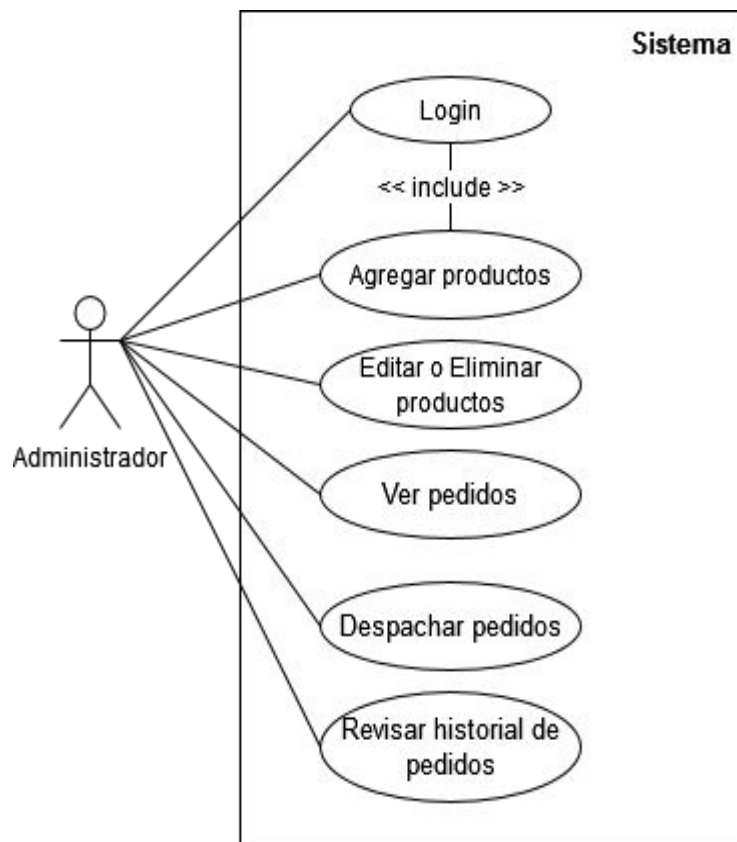 Sistema
Login
<< include >>
Agregar productos
Editar o Eliminar
productos
Administrador
Ver pedidos
Despachar pedidos
Revisar historial de
pedidos